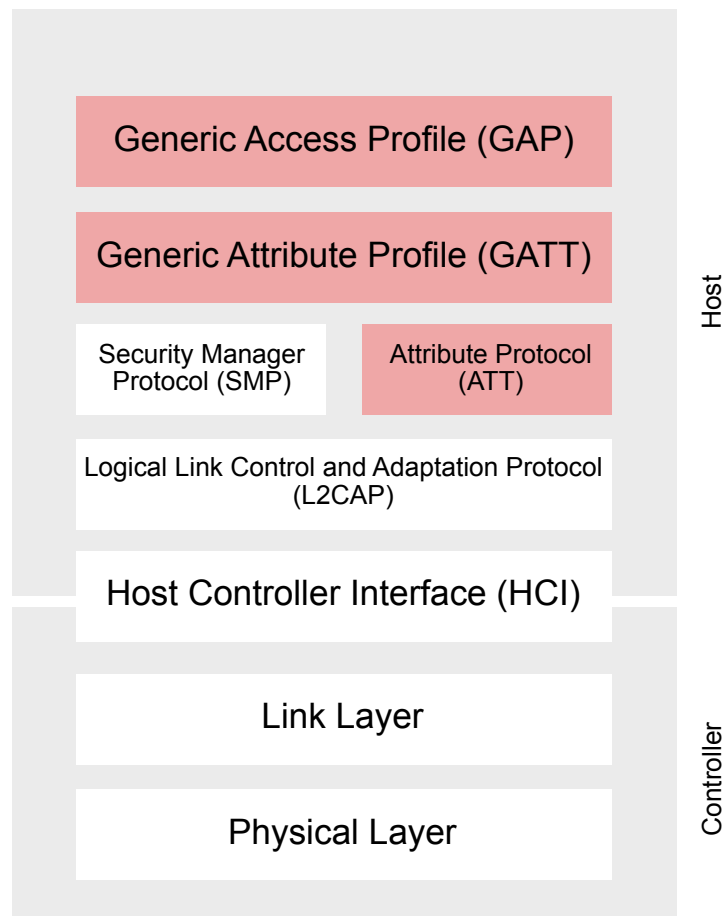 Generic Access Profile (GAP)
Generic Attribute Profile (GATT)
Security Manager
Protocol (SMP)
Attribute Protocol
(ATT)
Logical Link Control and Adaptation Protocol
(L2CAP)
Host Controller Interface (HCI)
Link Layer
Physical Layer
Host
Controller